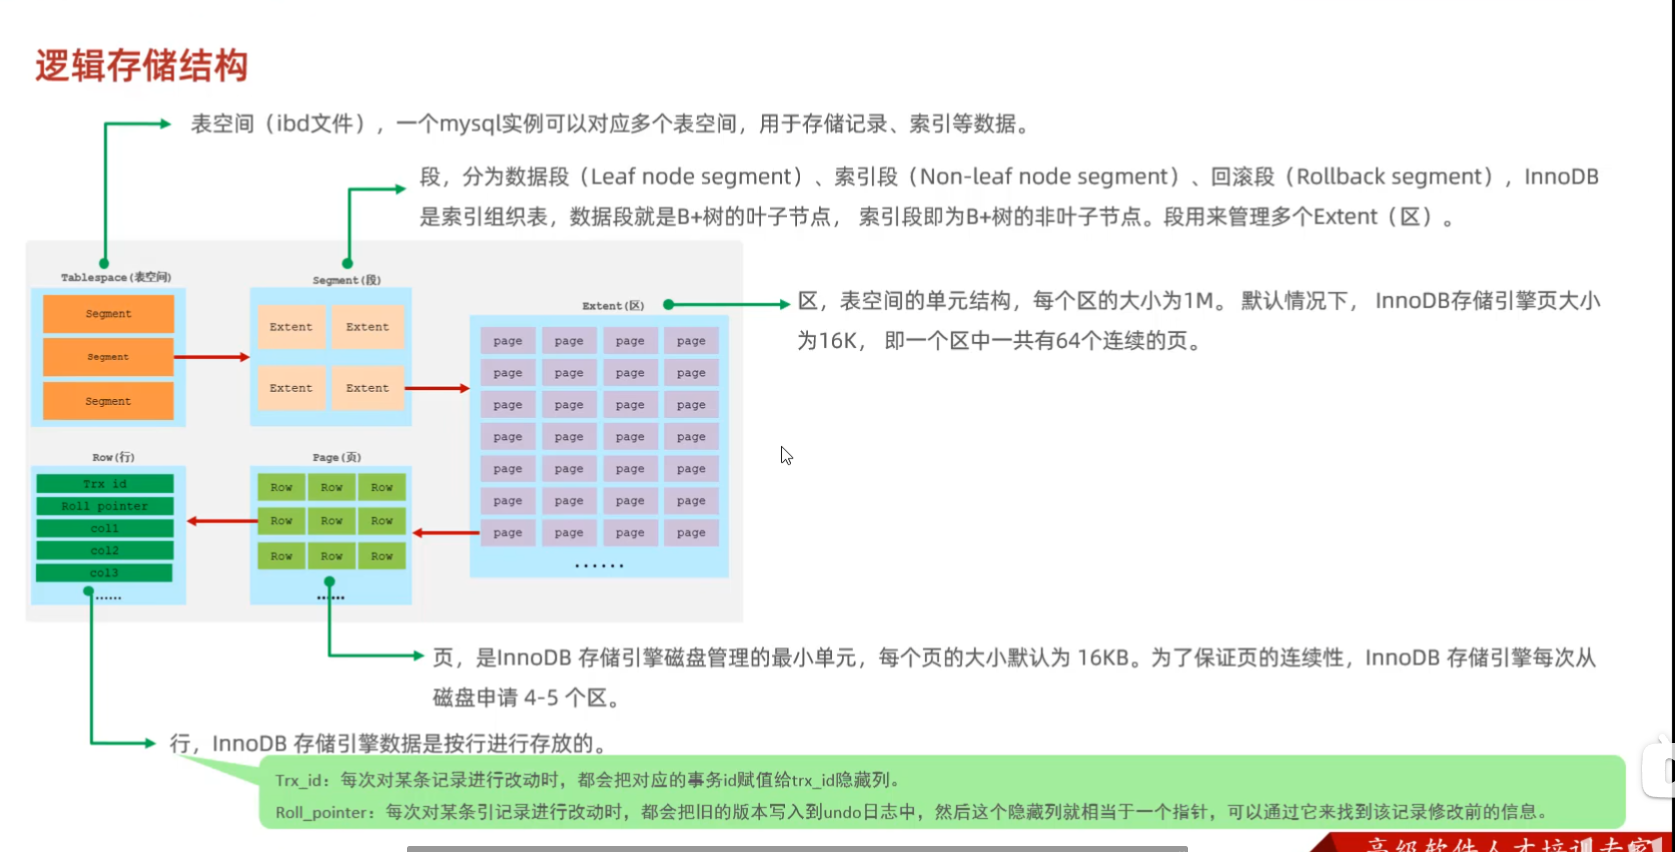 逻辑存储结构
表空间（ibd文件），一个mysql实例可以对应多个表空间，用于存储记录、索引等数据。
段，分为数据段（Leaf node segment）、索引段（Non-leaf node segment）、回滚段（Rollback segment），InnoDB
是索引组织表，数据段就是B+树的叶子节点， 索引段即为B+树的非叶子节点。段用来管理多个Extent（区）。
Tablespace(表空间)
Segment
Segment
Segment
Segment(段)
Extent Extent
Extent Extent
Extent(区)
page page page page
page page page page
page page page page
page page page page
page page page page
page page page page
page page page page
······
区，表空间的单元结构，每个区的大小为1M。 默认情况下， InnoDB存储引擎页大小
为16K， 即一个区中一共有64个连续的页。
Row(行)
Trx id
Roll pointer
col1
col2
col3
······
Page(页)
Row Row Row
Row Row Row
Row Row Row
······
页，是InnoDB 存储引擎磁盘管理的最小单元，每个页的大小默认为 16KB。为了保证页的连续性，InnoDB 存储引擎每次从
磁盘申请 4-5 个区。
行，InnoDB 存储引擎数据是按行进行存放的。
Trx_id：每次对某条记录进行改动时，都会把对应的事务id赋值给trx_id隐藏列。
Roll_pointer：每次对某条引记录进行改动时，都会把旧的版本写入到undo日志中，然后这个隐藏列就相当于一个指针，可以通过它来找到该记录修改前的信息。
高级软件人才培训专家